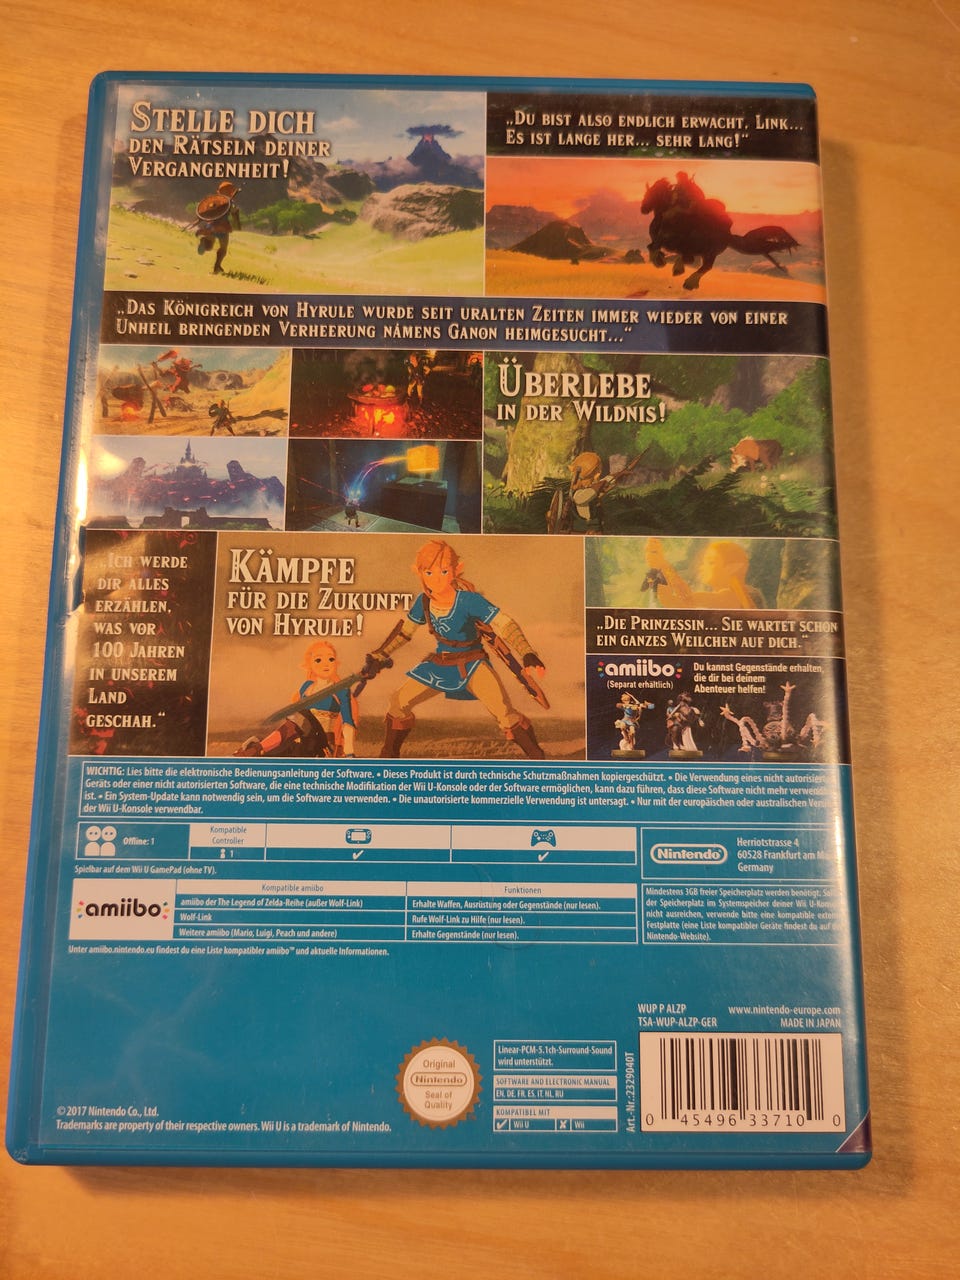 STELLE DICH
DEN RÄTSELN DEINER
VERGANGENHEIT!
„DU BIST ALSO ENDLICH ERWACHT, LINK...
ES IST LANGE HER... SEHR LANG!“
„DAS KÖNIGREICH VON HYRULE WURDE SEIT URALTEN ZEITEN IMMER WIEDER VON EINER
UNHEIL BRINGENDEN VERHEERUNG NAMENS GANON HEIMGESUCHT...“
ÜBERLEBE
IN DER WILDNIS!
„ICH WERDE
DIR ALLES
ERZÄHLEN,
WAS VOR
100 JAHREN
IN UNSEREM
LAND
GESCHAH.“
KÄMPFE
FÜR DIE ZUKUNFT
VON HYRULE!
„DIE PRINZESSIN... SIE WARTET SCHON
EIN GANZES WEILCHEN AUF DICH.“
amiibo
(Separat erhältlich)
Du kannst Gegenstände erhalten,
die dir bei deinem
Abenteuer helfen!
WICHTIG: Lies bitte die elektronische Bedienungsanleitung der Software. • Dieses Produkt ist durch technische Schutzmaßnahmen kopiergeschützt. • Die Verwendung eines nicht
Geräts oder einer nicht autorisierten Software, die eine technische Modifikation der Wii U-Konsole oder der Software ermöglichen, kann dazu führen, dass diese Software nicht mehr
ist. • Ein System-Update kann notwendig sein, um die Software zu verwenden. • Die unautorisierte kommerzielle Verwendung ist untersagt. • Nur mit der europäischen oder australischen
der Wii U-Konsole verwendbar.
Offline: 1
Kompatible
Controller
1
Spielbar auf dem Wii U GamePad (ohne TV).
Nintendo
Herriotstrasse 4
60528 Frankfurt am
Germany
amiibo
Kompatible amiibo
Funktionen
amiibo der The Legend of Zelda-Reihe (außer Wolf-Link)
Erhalte Waffen, Ausrüstung oder Gegenstände (nur lesen).
Wolf-Link
Rufe Wolf-Link zu Hilfe (nur lesen).
Weitere amiibo (Mario, Luigi, Peach und andere)
Erhalte Gegenstände (nur lesen).
Unter amiibo.nintendo.eu findest du eine Liste kompatibler amiibo™ und aktuelle Informationen.
Mindestens 3GB freier Speicherplatz werden benötigt.
der Speicherplatz im Systemspeicher deiner Wii
nicht ausreichen, verwende bitte eine kompatible
Festplatte (eine Liste kompatibler Geräte findest du
Nintendo-Website).
WUP P ALZP
TSA-WUP-ALZP-GER
www.nintendo-europe.com
MADE IN JAPAN
Original
Nintendo
Seal of
Quality
Linear-PCM-5.1ch-Surround-Sound
wird unterstützt.
SOFTWARE AND ELECTRONIC MANUAL
EN, DE, FR, ES, IT, NL, RU
KOMPATIBEL MIT
Wii U
Wii
Art.-Nr.:2329040T
0 45496 33710 0
©2017 Nintendo Co., Ltd.
Trademarks are property of their respective owners. Wii U is a trademark of Nintendo.